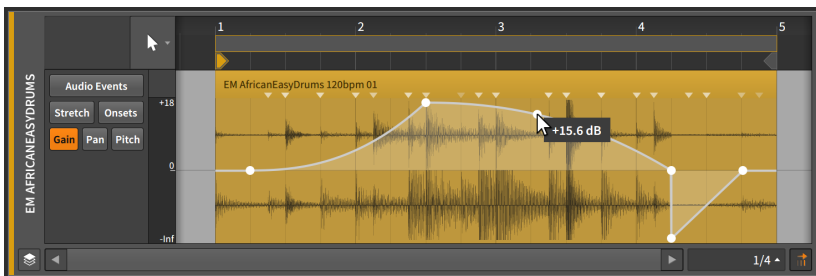 1 2 3 4 5
EM AFRICANEASYDRUMS
Audio Events
Stretch Onsets
Gain Pan Pitch
+18
0
-Inf
EM AfricanEasyDrums 120bpm 01
+15.6 dB
1/4